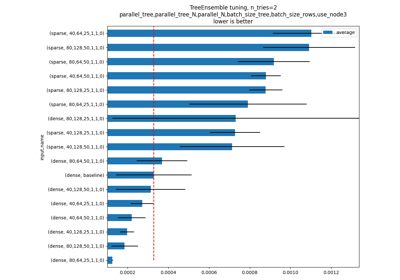 TreeEnsemble tuning, n_tries=2
parallel_tree,parallel_tree_N,parallel_N,batch_size_tree,batch_size_rows,use_node3
lower is better
average
input,name
(sparse, 40,64,25,1,1,0)
(sparse, 80,128,50,1,1,0)
(sparse, 80,64,50,1,1,0)
(sparse, 40,64,50,1,1,0)
(sparse, 80,128,25,1,1,0)
(sparse, 80,64,25,1,1,0)
(dense, 80,128,25,1,1,0)
(sparse, 40,128,25,1,1,0)
(sparse, 40,128,50,1,1,0)
(dense, 80,64,50,1,1,0)
(dense, baseline)
(dense, 40,128,50,1,1,0)
(dense, 40,64,25,1,1,0)
(dense, 40,64,50,1,1,0)
(dense, 40,128,25,1,1,0)
(dense, 80,128,50,1,1,0)
(dense, 80,64,25,1,1,0)
0.0002 0.0004 0.0006 0.0008 0.0010 0.0012